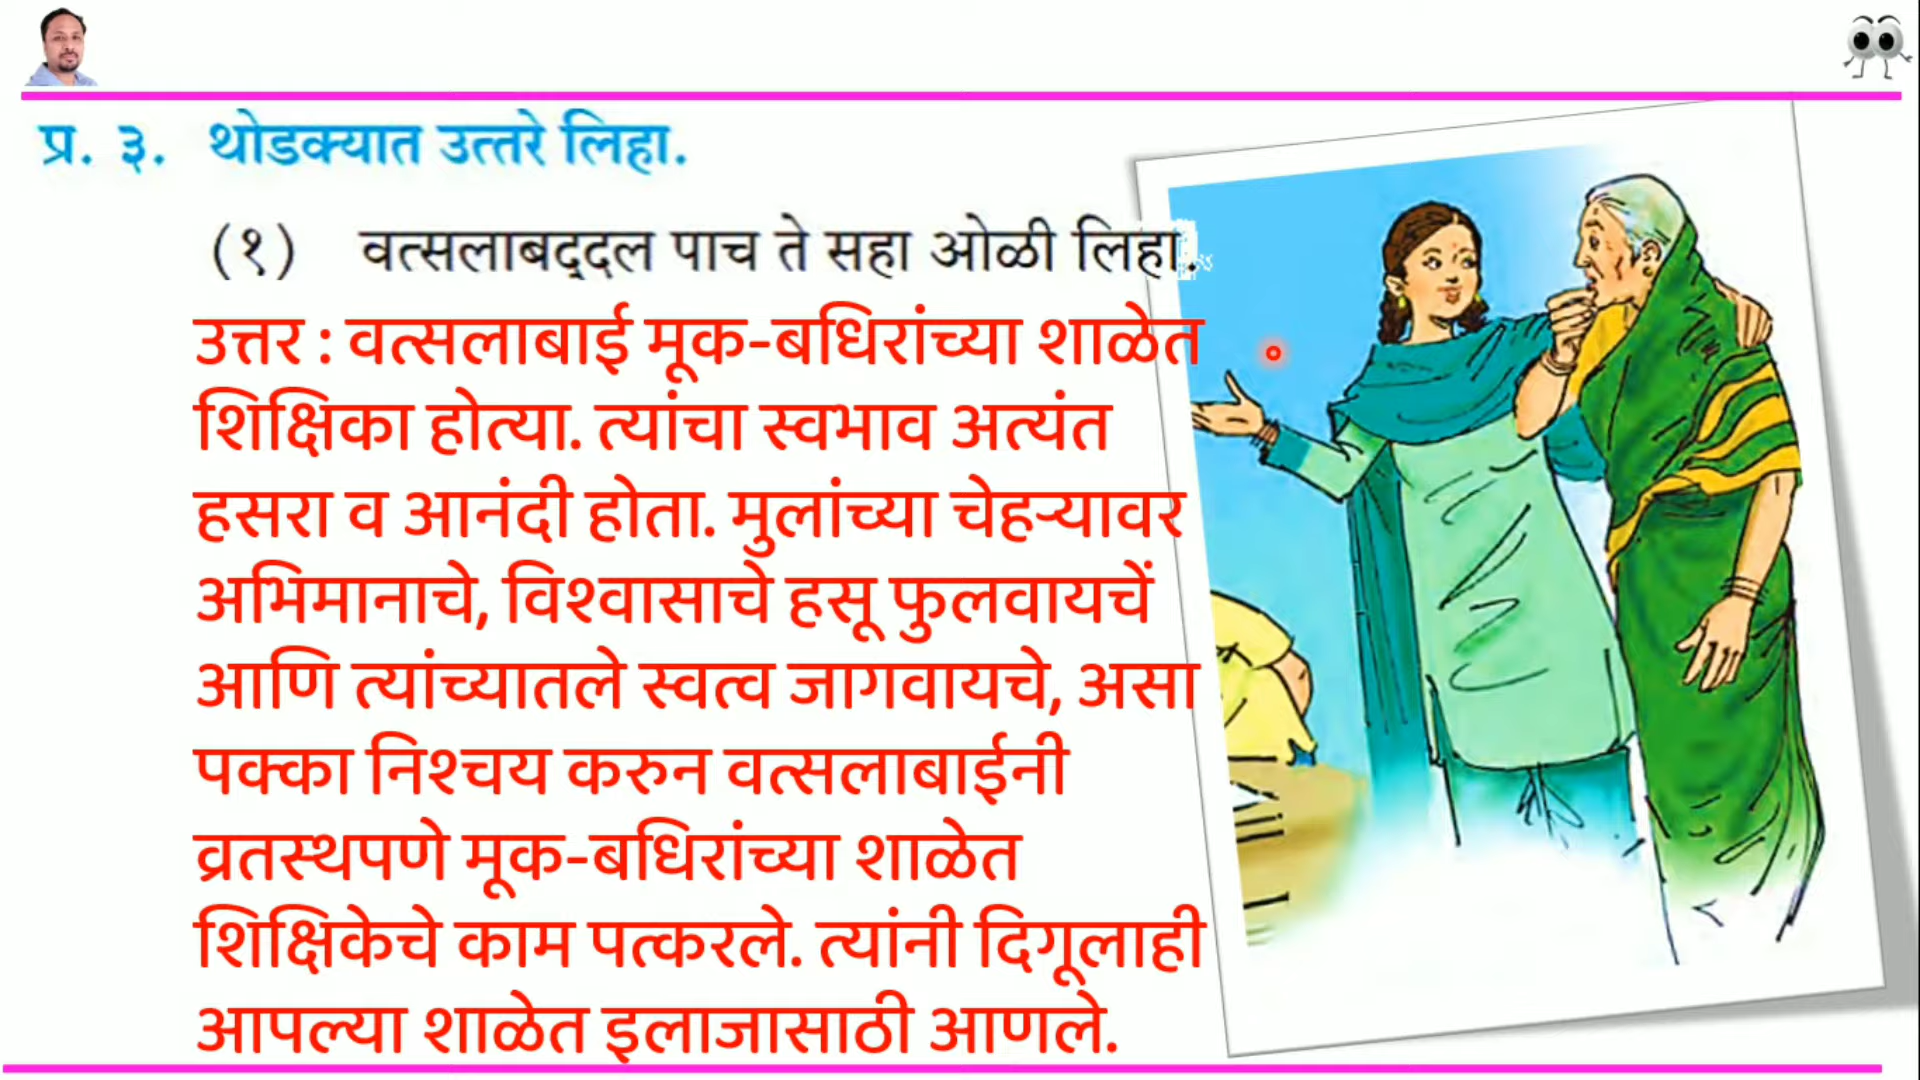 प्र. ३. थोडक्यात उत्तरे लिहा.
(१) वत्सलाबद्दल पाच ते सहा ओळी लिहा.
उत्तर : वत्सलाबाई मूक-बधिरांच्या शाळेत
शिक्षिका होत्या. त्यांचा स्वभाव अत्यंत
हसरा व आनंदी होता. मुलांच्या चेहऱ्यावर
अभिमानाचे, विश्वासाचे हसू फुलवायचें
आणि त्यांच्यातले स्वत्व जागवायचे, असा
पक्का निश्चय करुन वत्सलाबाईनी
व्रतस्थपणे मूक-बधिरांच्या शाळेत
शिक्षिकेचे काम पत्करले. त्यांनी दिगूलाही
आपल्या शाळेत इलाजासाठी आणले.